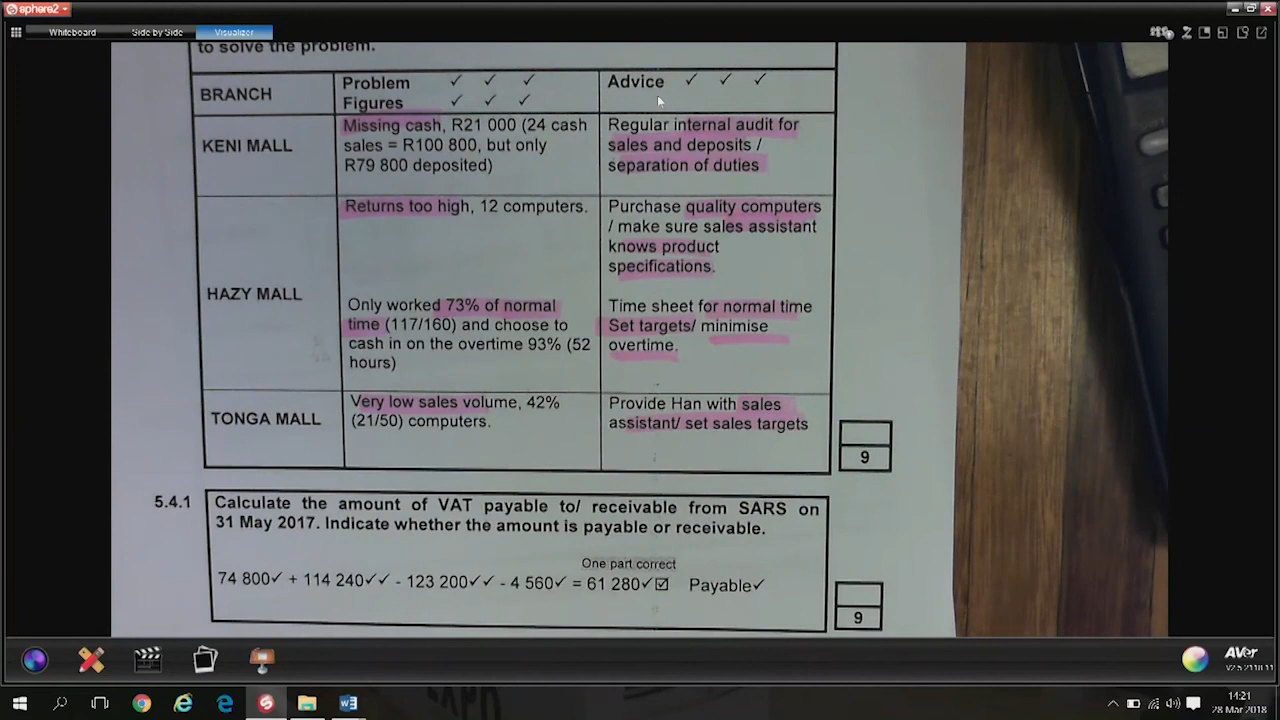 sphere2
Whiteboard
Side by Side
Visualizer
to solve the problem.
BRANCH
Problem ✓ ✓ ✓
Figures ✓ ✓ ✓
Advice ✓ ✓ ✓
KENI MALL
Missing cash, R21 000 (24 cash
sales = R100 800, but only
R79 800 deposited)
Regular internal audit for
sales and deposits /
separation of duties
HAZY MALL
Returns too high, 12 computers.
Purchase quality computers
/ make sure sales assistant
knows product
specifications.
Only worked 73% of normal
time (117/160) and choose to
cash in on the overtime 93% (52
hours)
Time sheet for normal time
Set targets/ minimise
overtime.
TONGA MALL
Very low sales volume, 42%
(21/50) computers.
Provide Han with sales
assistant/ set sales targets
9
5.4.1
Calculate the amount of VAT payable to/ receivable from SARS on
31 May 2017. Indicate whether the amount is payable or receivable.
One part correct
74 800✓ + 114 240✓✓ - 123 200✓✓ - 4 560✓ = 61 280✓☑ Payable✓
9
AVer
V2.5.2110.11
14:21
28 Mar 2018